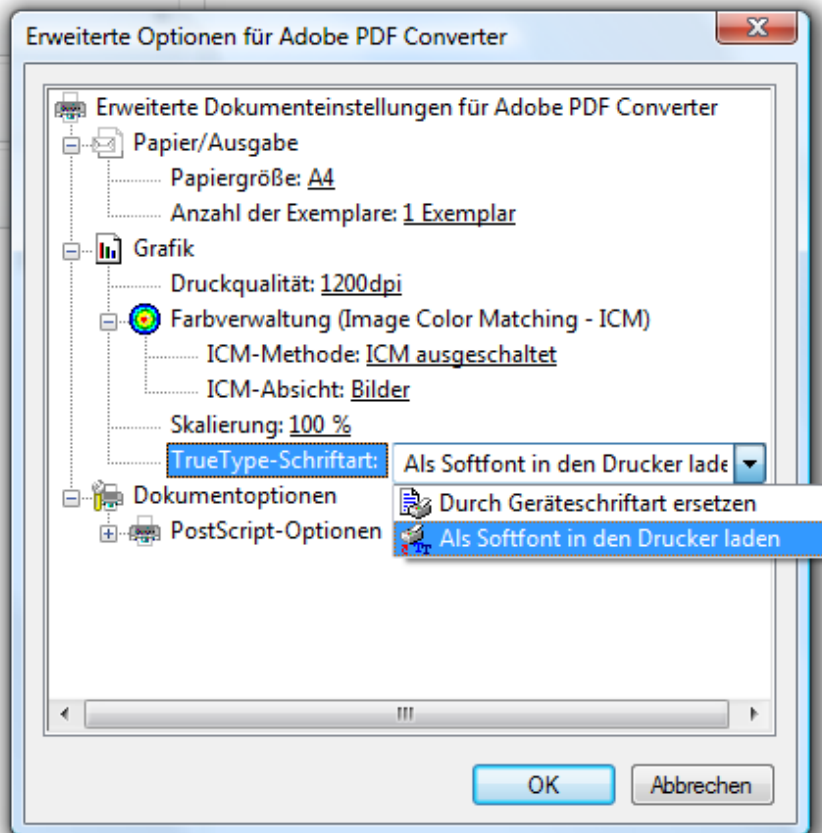 Erweiterte Optionen für Adobe PDF Converter
Erweiterte Dokumenteinstellungen für Adobe PDF Converter
Papier/Ausgabe
Papiergröße: A4
Anzahl der Exemplare: 1 Exemplar
Grafik
Druckqualität: 1200dpi
Farbverwaltung (Image Color Matching - ICM)
ICM-Methode: ICM ausgeschaltet
ICM-Absicht: Bilder
Skalierung: 100 %
TrueType-Schriftart: Als Softfont in den Drucker lade
Dokumentoptionen
Durch Geräteschriftart ersetzen
PostScript-Optionen
Als Softfont in den Drucker laden
OK
Abbrechen